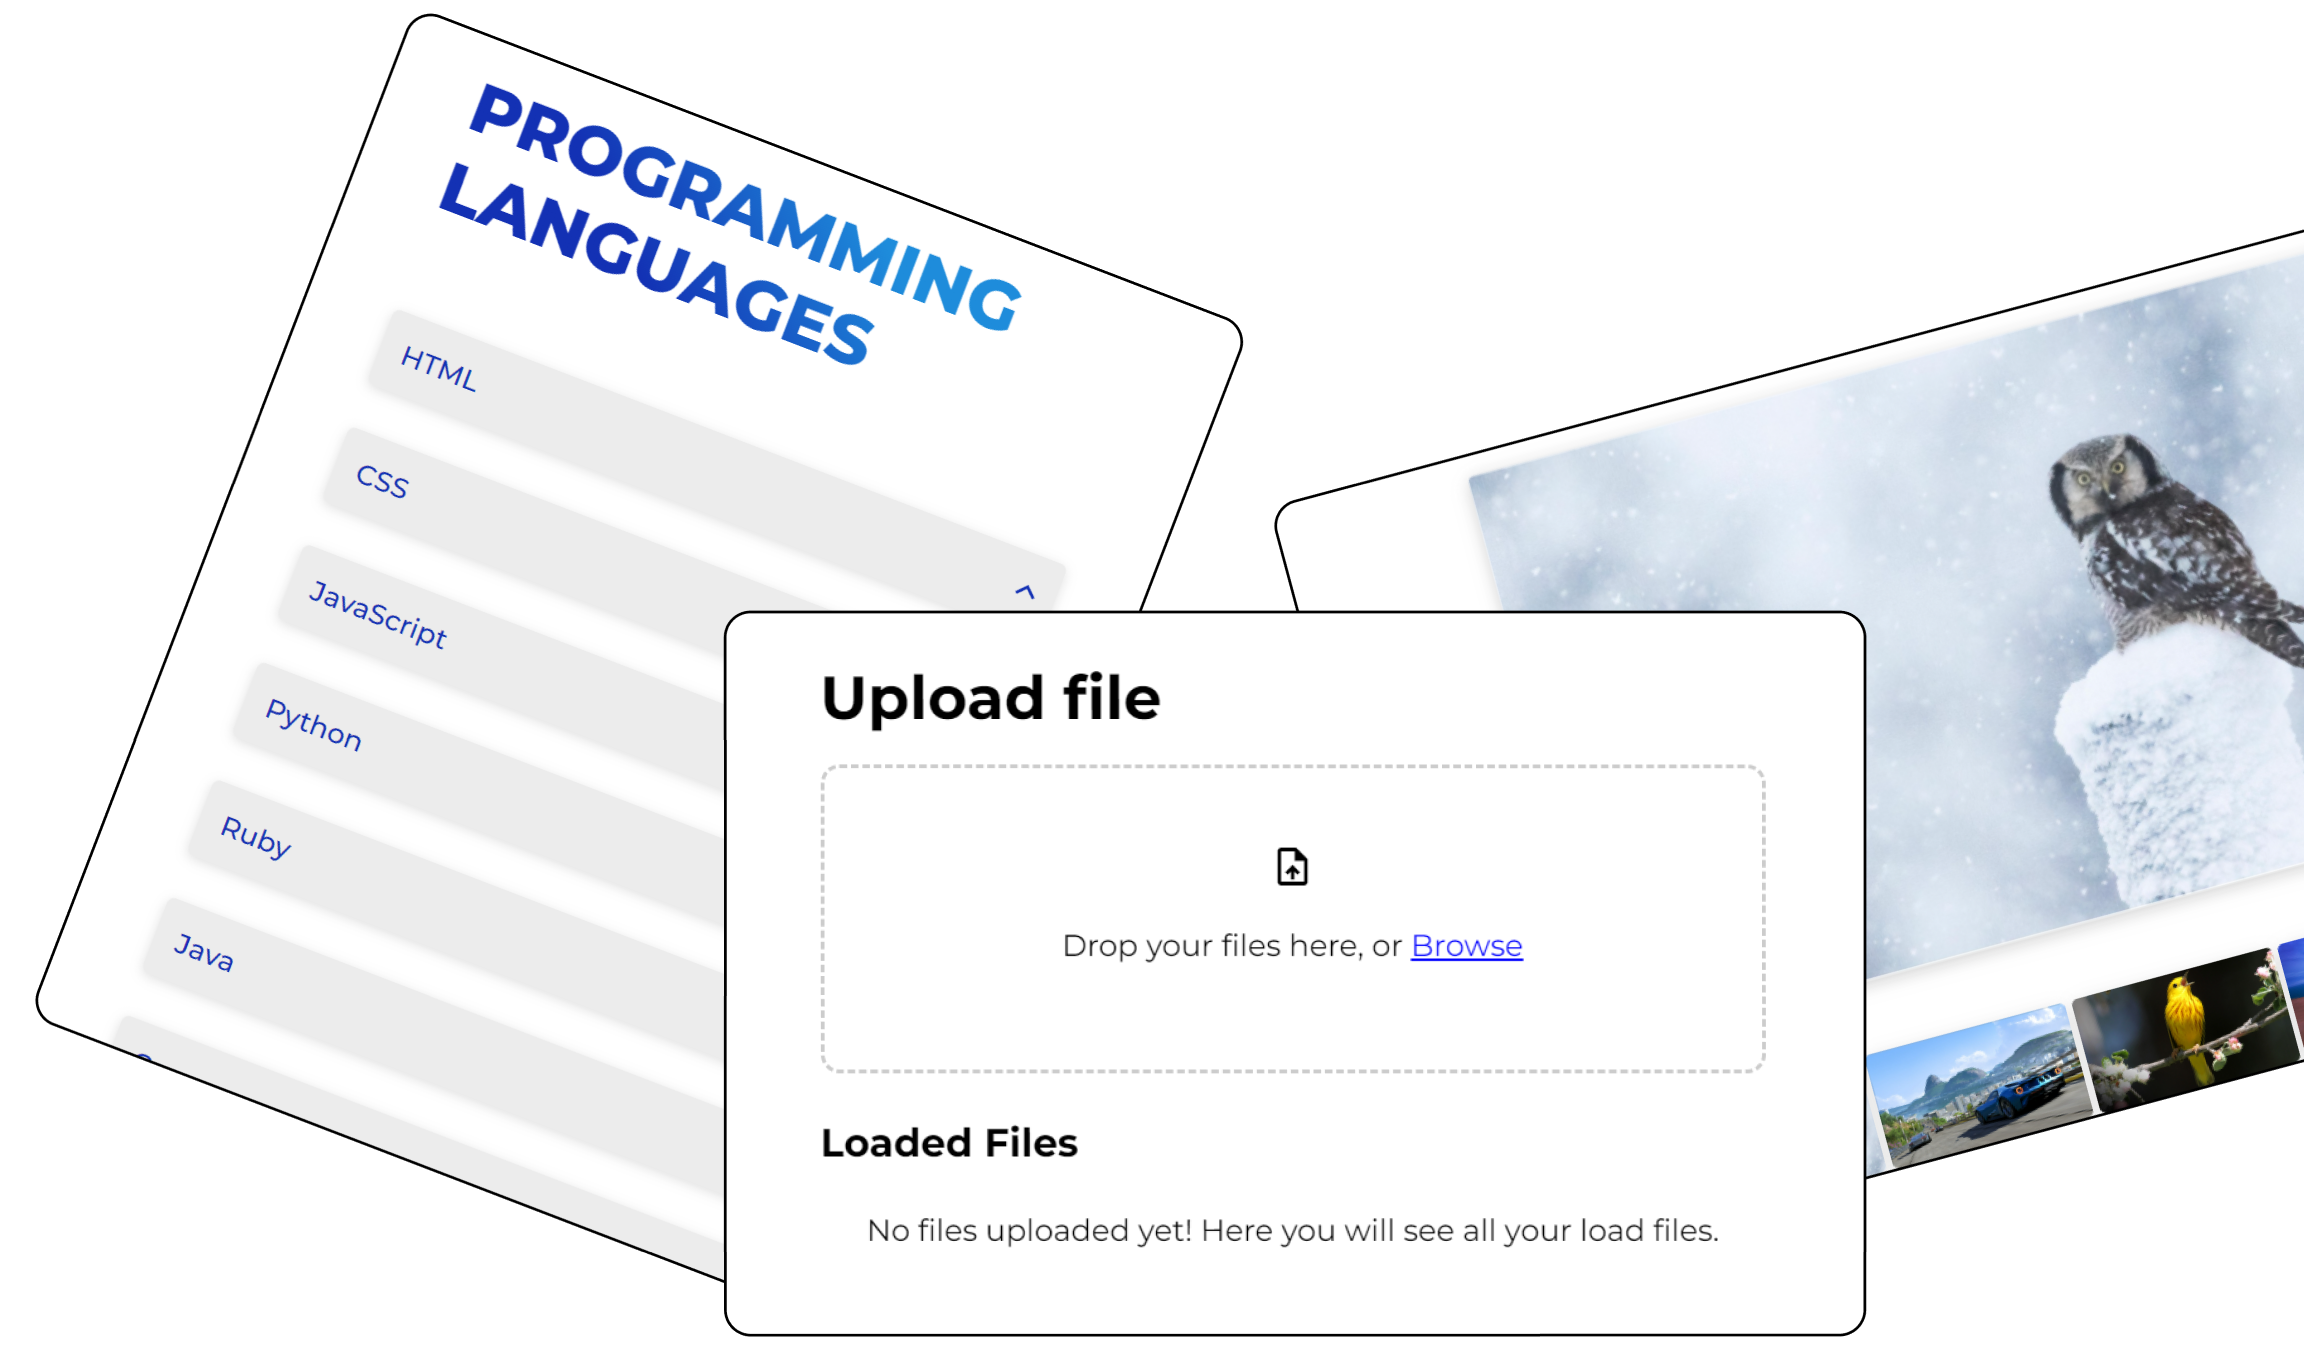 PROGRAMMING
LANGUAGES
HTML
CSS
JavaScript
Python
Ruby
Java
Upload file
Drop your files here, or Browse
Loaded Files
No files uploaded yet! Here you will see all your load files.